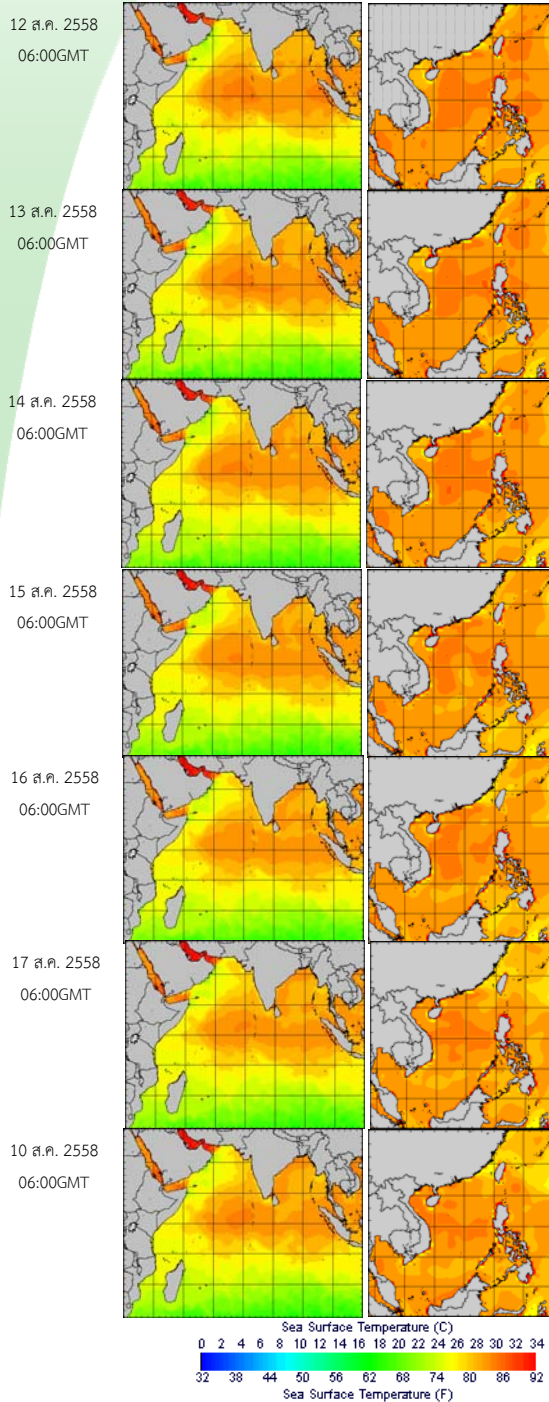 12 ส.ค. 2558
06:00GMT
13 ส.ค. 2558
06:00GMT
14 ส.ค. 2558
06:00GMT
15 ส.ค. 2558
06:00GMT
16 ส.ค. 2558
06:00GMT
17 ส.ค. 2558
06:00GMT
10 ส.ค. 2558
06:00GMT
Sea Surface Temperature (C)
0 2 4 6 8 10 12 14 16 18 20 22 24 26 28 30 32 34
32 38 44 50 56 62 68 74 80 86 92
Sea Surface Temperature (F)